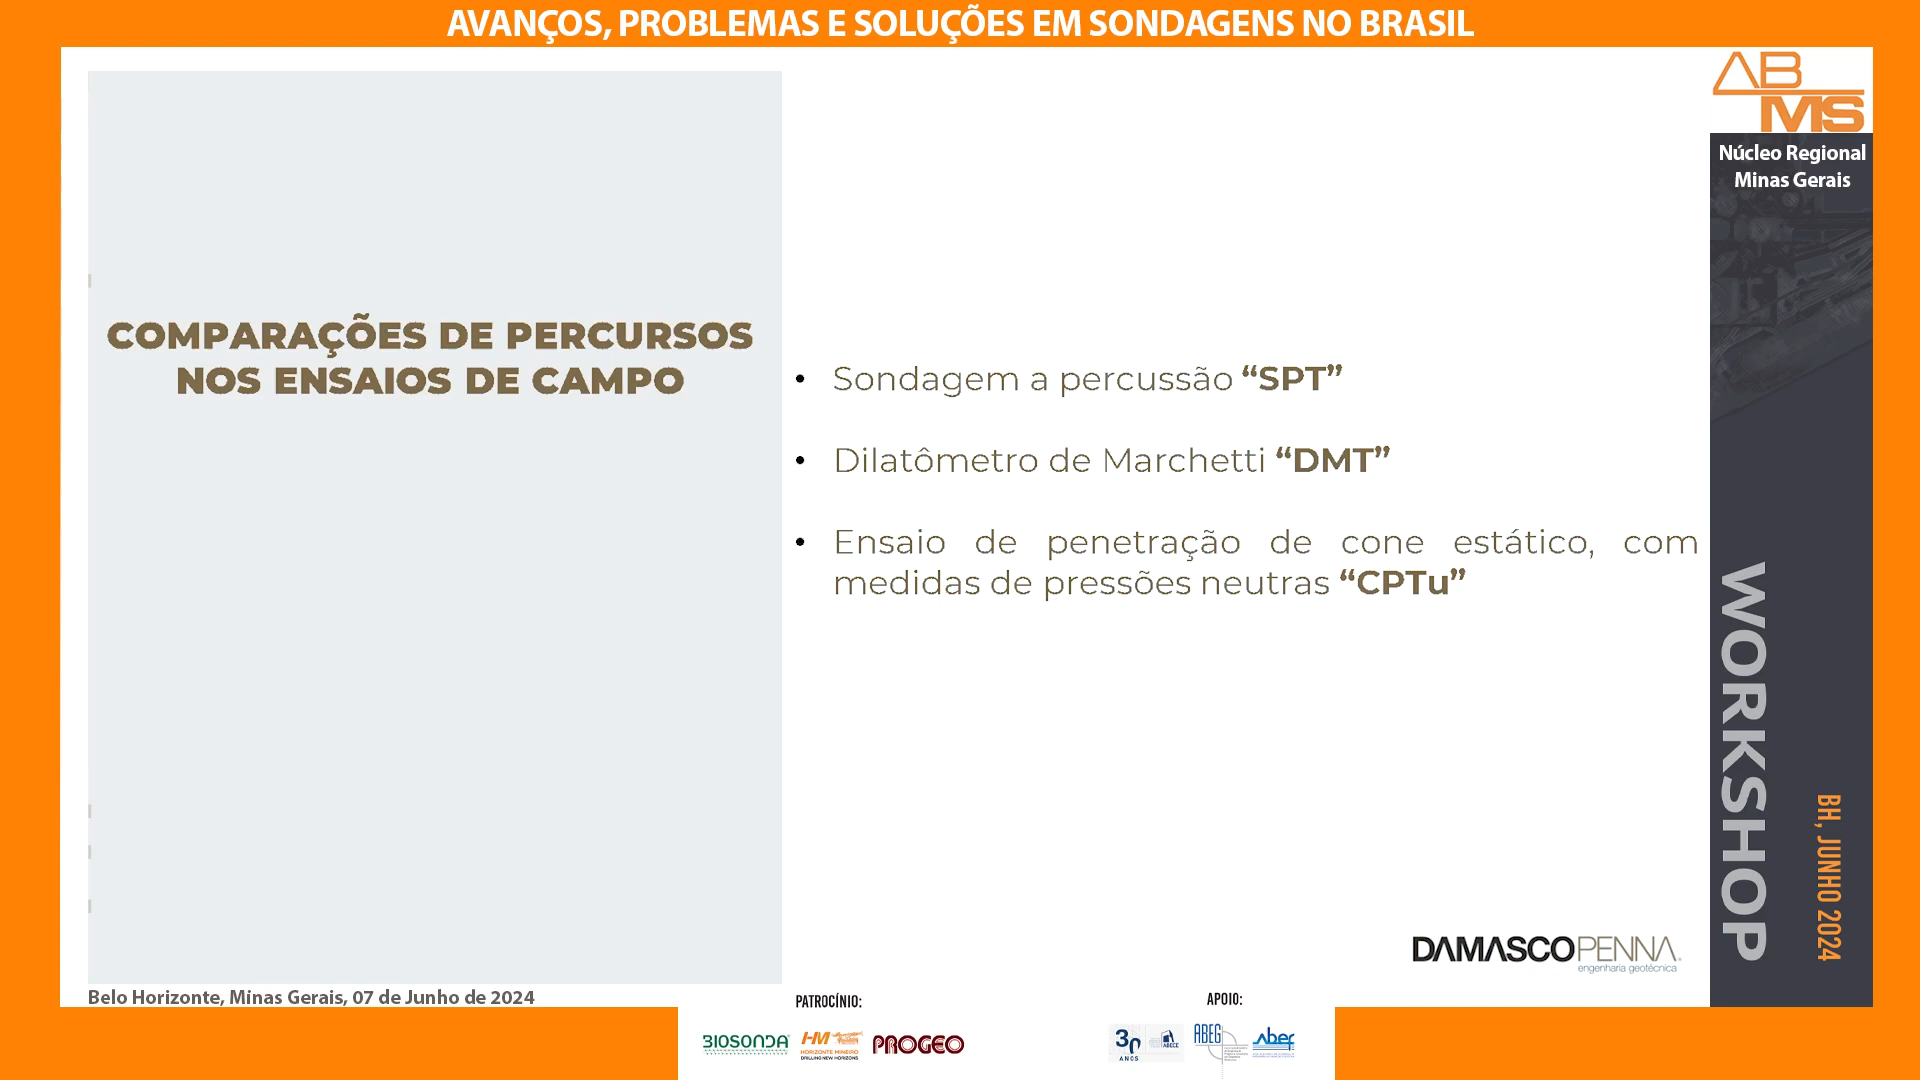 AVANÇOS, PROBLEMAS E SOLUÇÕES EM SONDAGENS NO BRASIL
AB
MS
Núcleo Regional
Minas Gerais
COMPARAÇÕES DE PERCURSOS
NOS ENSAIOS DE CAMPO
• Sondagem a percussão “SPT”
• Dilatômetro de Marchetti “DMT”
• Ensaio de penetração de cone estático, com
medidas de pressões neutras “CPTu”
WORKSHOP
BH, JUNHO 2024
DAMASCOPENNA
engenharia geotécnica
Belo Horizonte, Minas Gerais, 07 de Junho de 2024
PATROCÍNIO:
APOIO:
BIOSONDA
HM
HORIZONTE MINEIRO
DRILLING NEW HORIZONS
PROGEO
30
ANOS
ABECE
ABEG
Abef